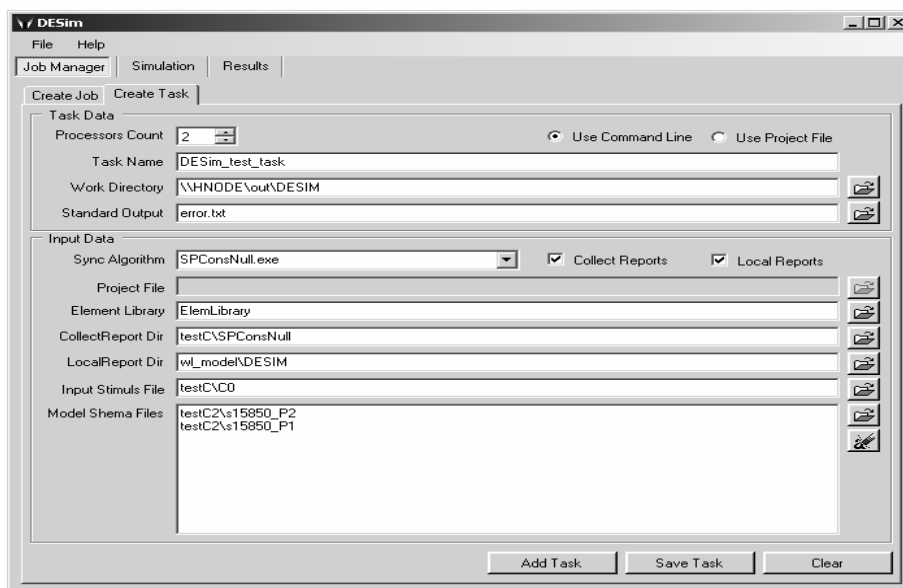 DESim
File Help
Job Manager Simulation Results
Create Job Create Task
Task Data
Processors Count 2 Use Command Line Use Project File
Task Name DESim_test_task
Work Directory \\HNODE\out\DESIM
Standard Output error.txt
Input Data
Sync Algorithm SPConsNull.exe Collect Reports Local Reports
Project File
Element Library ElemLibrary
CollectReport Dir testC\SPConsNull
LocalReport Dir wl_model\DESIM
Input Stimuls File testC\C0
Model Shema Files testC2\s15850_P2
testC2\s15850_P1
Add Task Save Task Clear